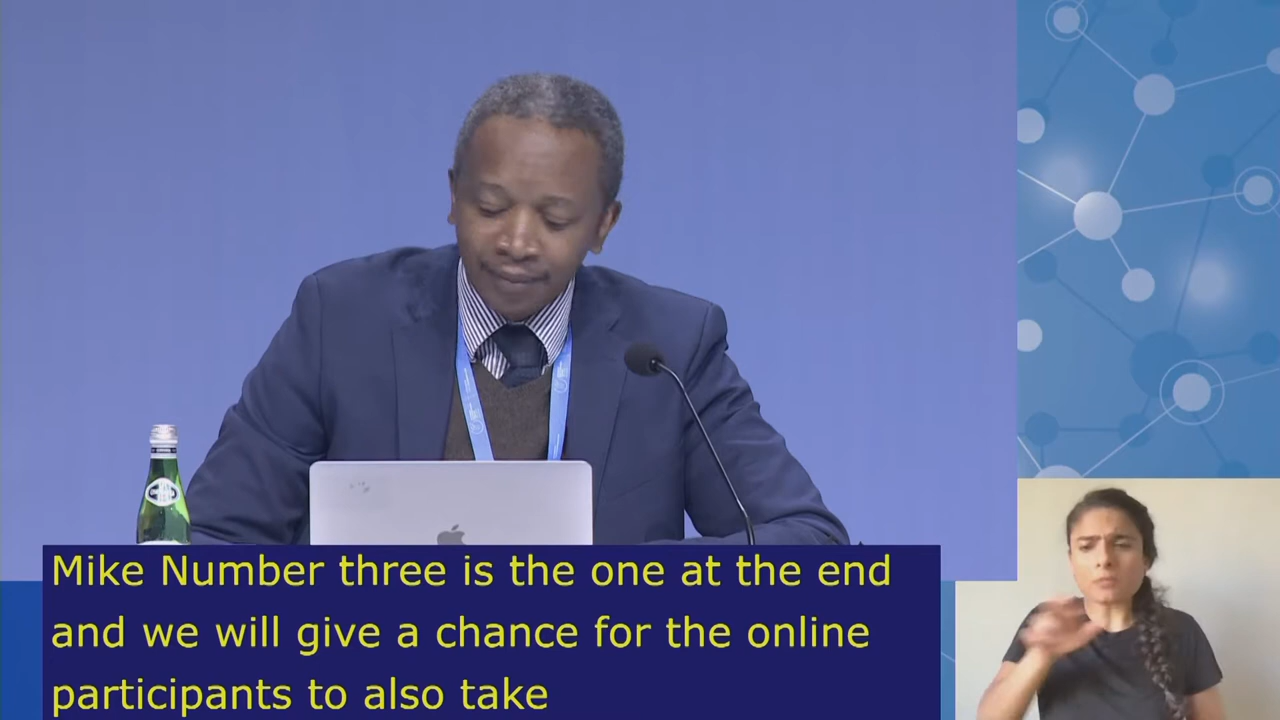 Mike Number three is the one at the end
and we will give a chance for the online
participants to also take